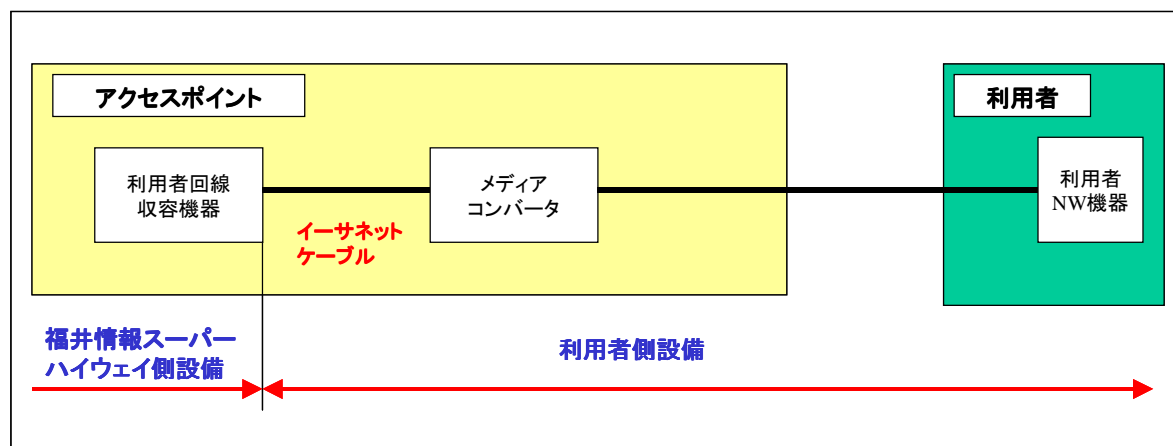 アクセスポイント
利用者
利用者回線
収容機器
メディア
コンバータ
利用者
NW機器
イーサネット
ケーブル
福井情報スーパー
ハイウェイ側設備
利用者側設備